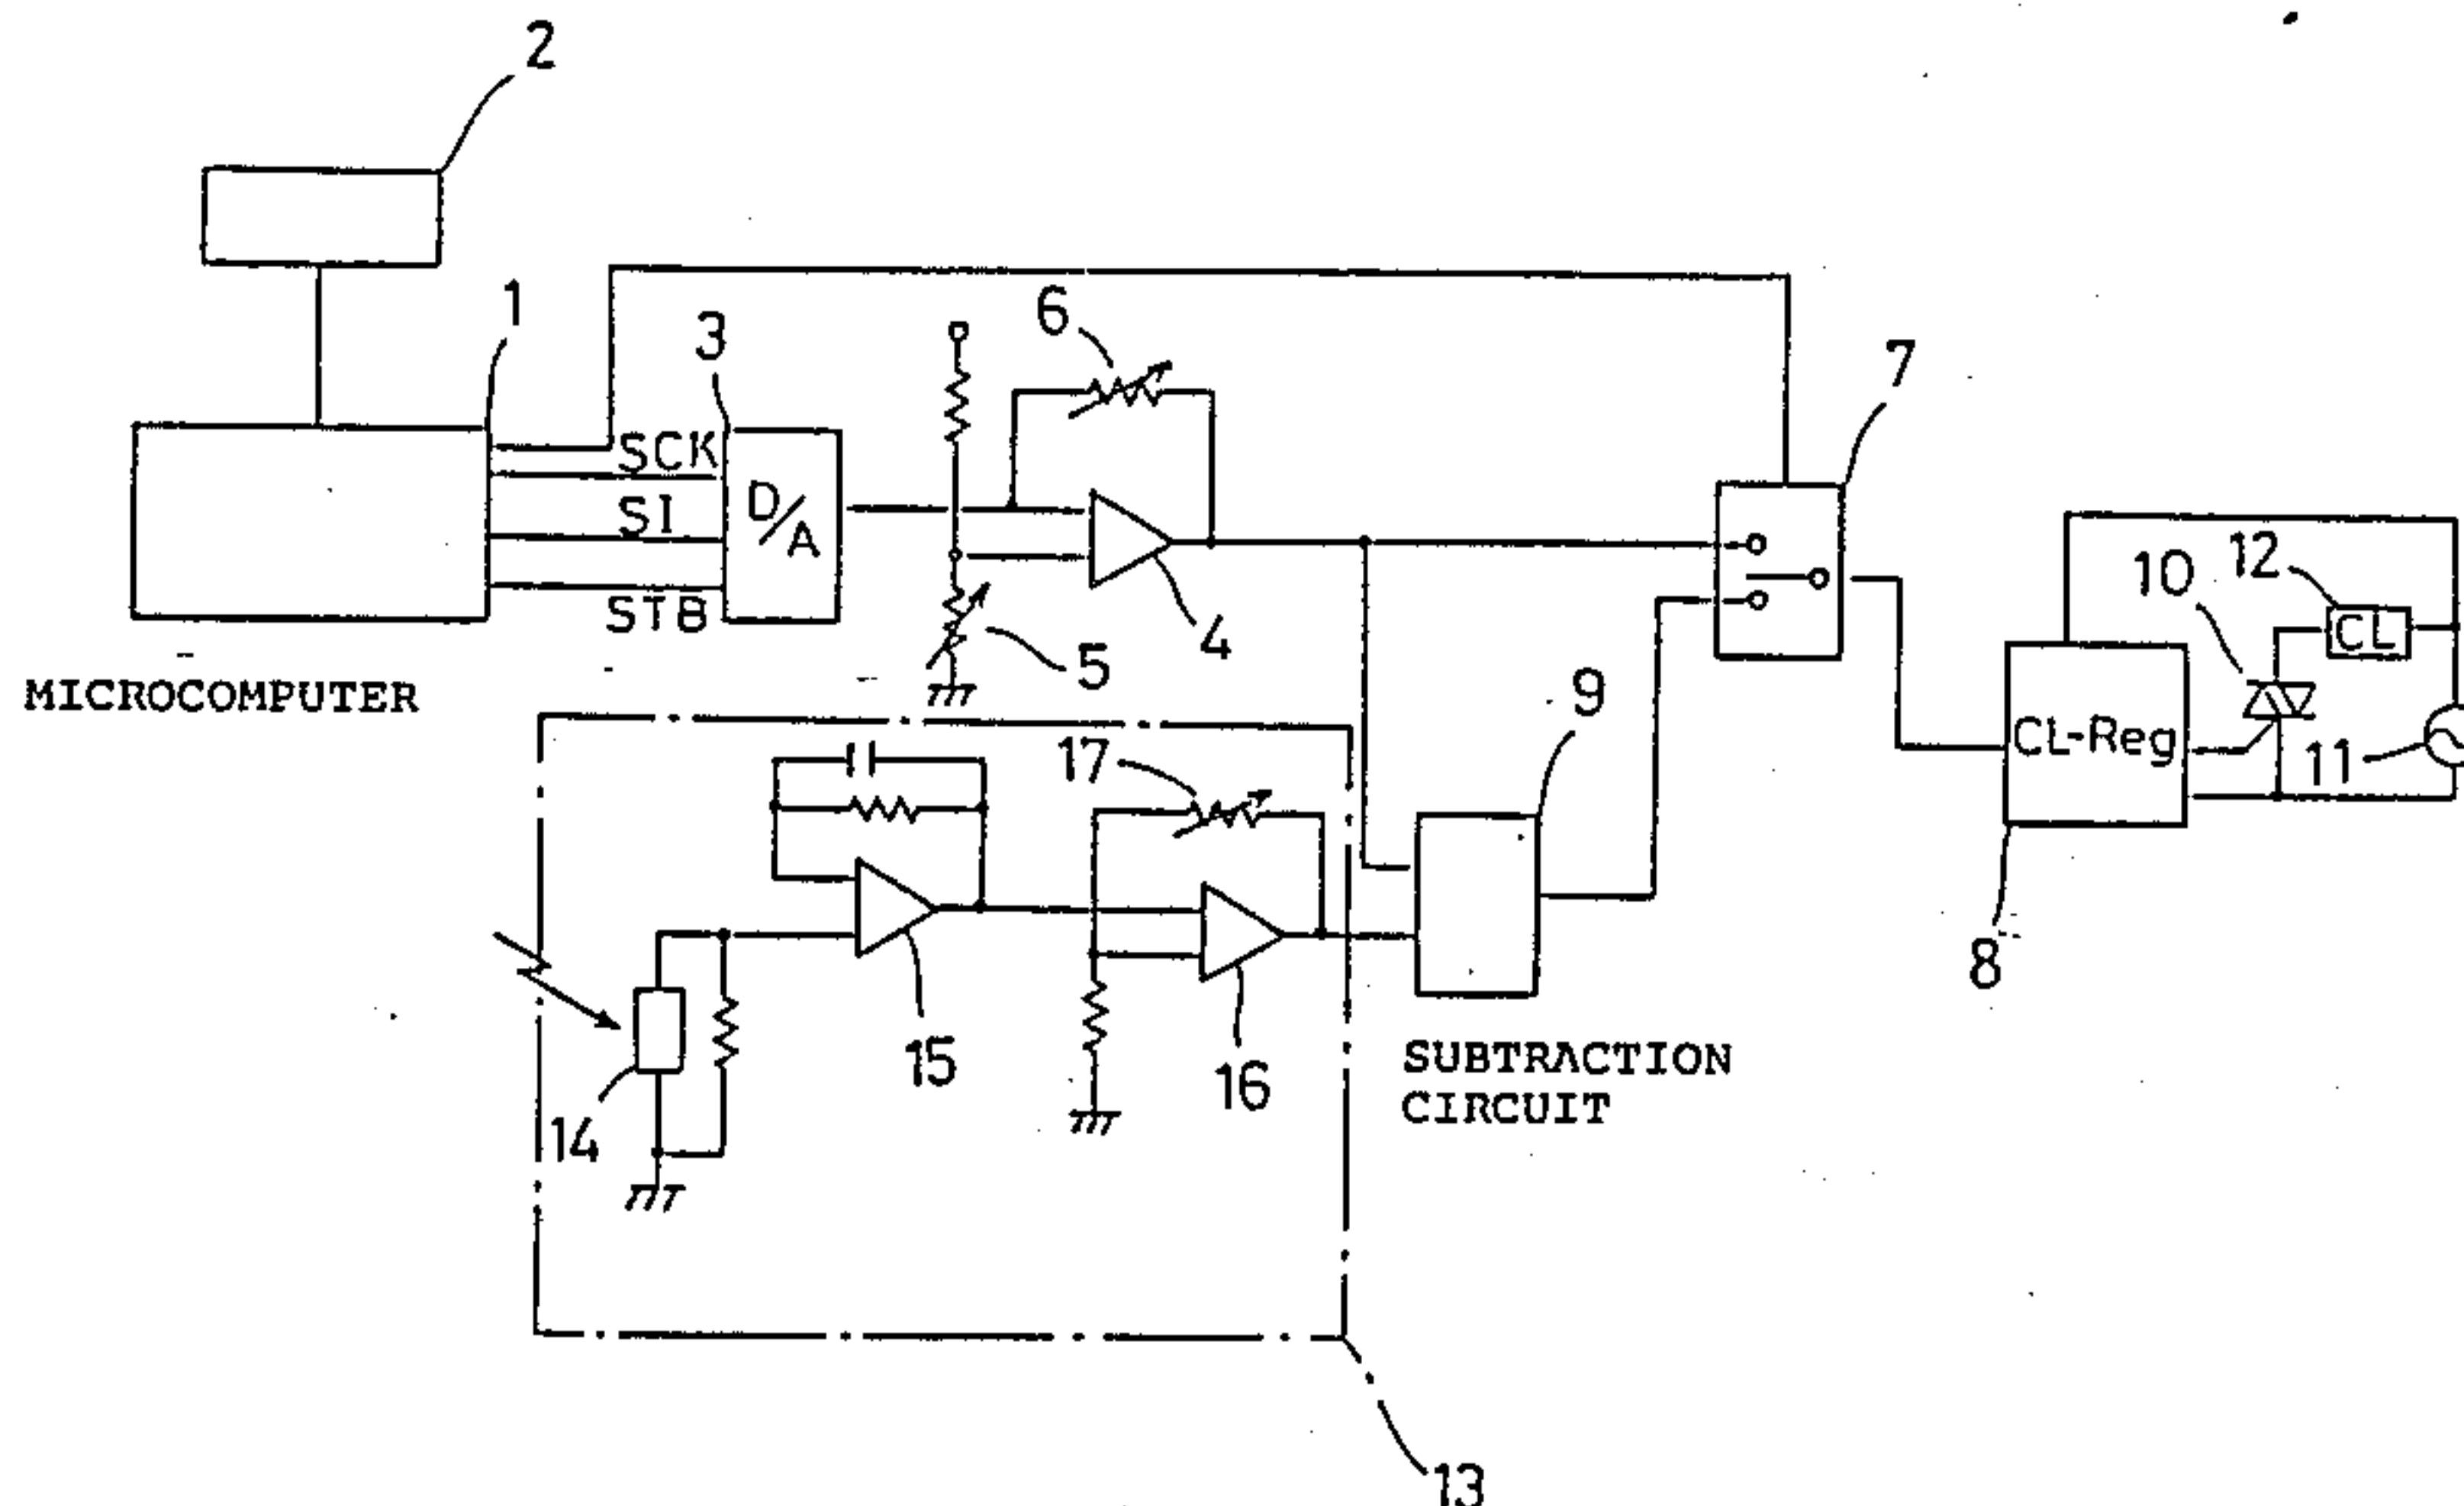 2
1
3
6
7
SCK
SI
STB
D/A
4
5
MICROCOMPUTER
10
12
CL
CL-Reg
11
8
9
17
15
16
14
SUBTRACTION
CIRCUIT
13